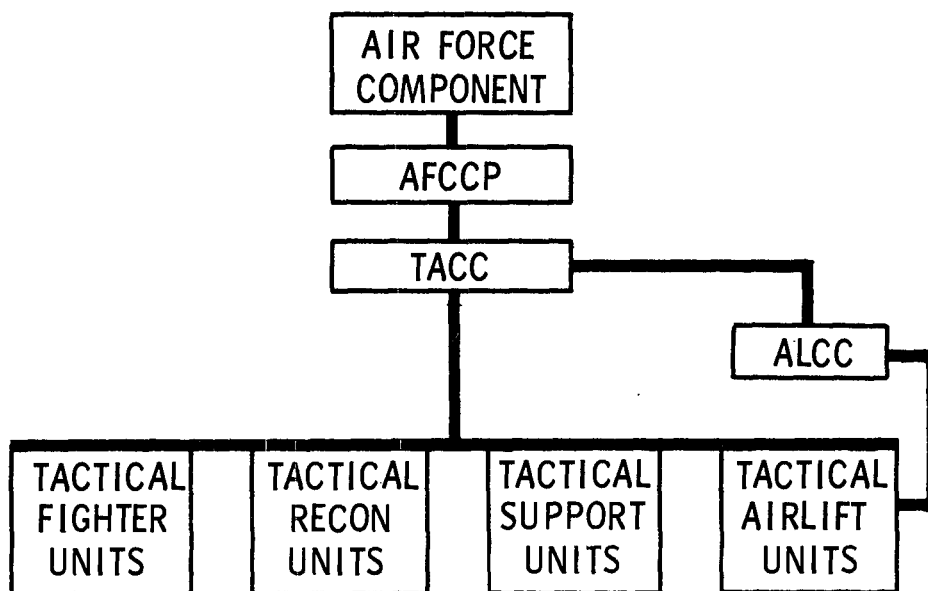 AIR FORCE
COMPONENT
AFCCP
TACC
ALCC
TACTICAL
FIGHTER
UNITS
TACTICAL
RECON
UNITS
TACTICAL
SUPPORT
UNITS
TACTICAL
AIRLIFT
UNITS